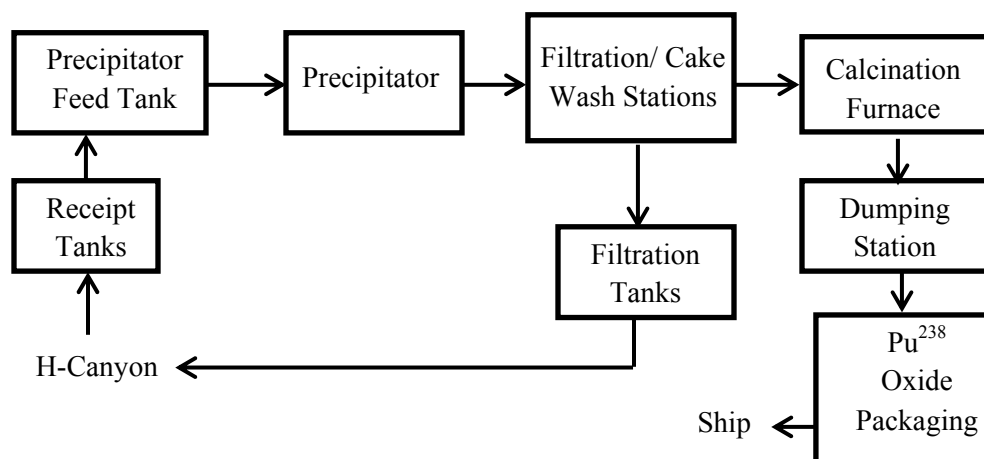 Precipitator
Feed Tank
Precipitator
Filtration/ Cake
Wash Stations
Calcination
Furnace
Receipt
Tanks
Filtration
Tanks
Dumping
Station
H-Canyon
Pu²³⁸
Oxide
Packaging
Ship